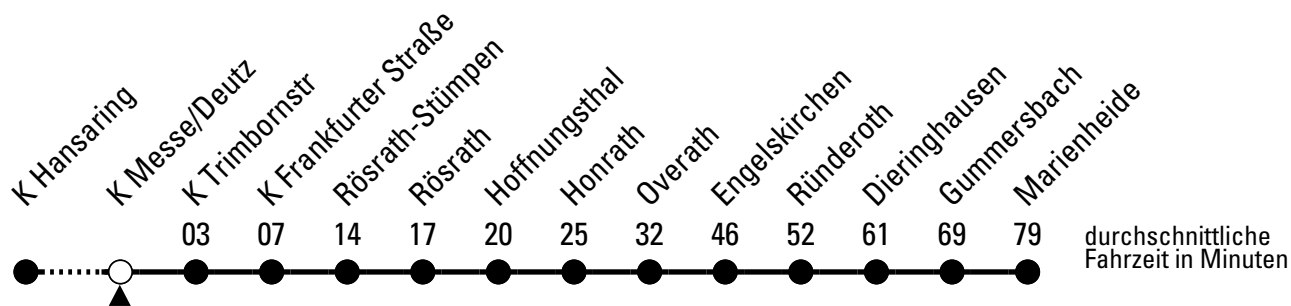 K Hansaring
K Messe/Deutz
K Trimbornstr
K Frankfurter Straße
Rösrath-Stümpen
Rösrath
Hoffnungsthal
Honrath
Overath
Engelskirchen
Ründeroth
Dieringhausen
Gummersbach
Marienheide
03 07 14 17 20 25 32 46 52 61 69 79
durchschnittliche
Fahrzeit in Minuten